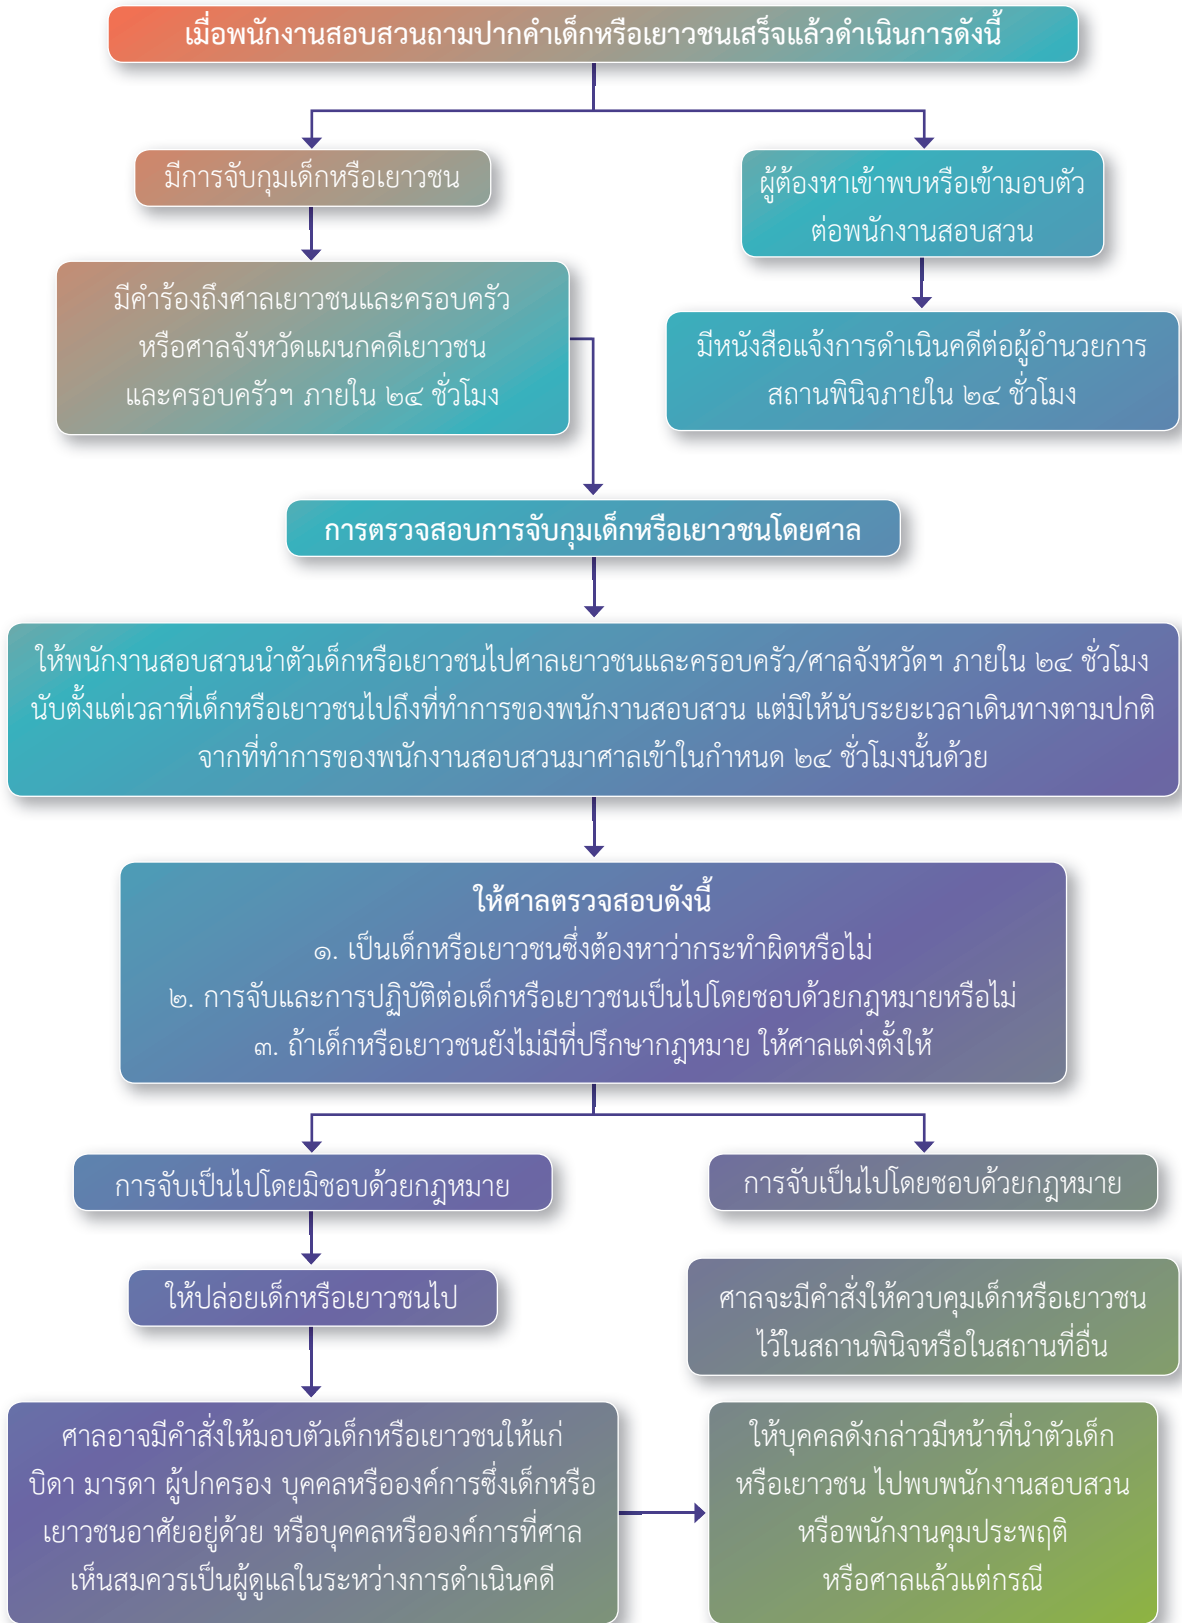 เมื่อพนักงานสอบสวนถามปากคำเด็กหรือเยาวชนเสร็จแล้วดำเนินการดังนี้
มีการจับกุมเด็กหรือเยาวชน
ผู้ต้องหาเข้าพบหรือเข้ามอบตัว
ต่อพนักงานสอบสวน
มีคำร้องถึงศาลเยาวชนและครอบครัว
หรือศาลจังหวัดแผนกคดีเยาวชน
และครอบครัวฯ ภายใน ๒๔ ชั่วโมง
มีหนังสือแจ้งการดำเนินคดีต่อผู้อำนวยการ
สถานพินิจภายใน ๒๔ ชั่วโมง
การตรวจสอบการจับกุมเด็กหรือเยาวชนโดยศาล
ให้พนักงานสอบสวนนำตัวเด็กหรือเยาวชนไปศาลเยาวชนและครอบครัว/ศาลจังหวัดฯ ภายใน ๒๔ ชั่วโมง
นับตั้งแต่เวลาที่เด็กหรือเยาวชนไปถึงที่ทำการของพนักงานสอบสวน แต่มิให้นับระยะเวลาเดินทางตามปกติ
จากที่ทำการของพนักงานสอบสวนมาศาลเข้าในกำหนด ๒๔ ชั่วโมงนั้นด้วย
ให้ศาลตรวจสอบดังนี้
๑. เป็นเด็กหรือเยาวชนซึ่งต้องหาว่ากระทำผิดหรือไม่
๒. การจับและการปฏิบัติต่อเด็กหรือเยาวชนเป็นไปโดยชอบด้วยกฎหมายหรือไม่
๓. ถ้าเด็กหรือเยาวชนยังไม่มีที่ปรึกษากฎหมาย ให้ศาลแต่งตั้งให้
การจับเป็นไปโดยมิชอบด้วยกฎหมาย
การจับเป็นไปโดยชอบด้วยกฎหมาย
ให้ปล่อยเด็กหรือเยาวชนไป
ศาลจะมีคำสั่งให้ควบคุมเด็กหรือเยาวชน
ไว้ในสถานพินิจหรือในสถานที่อื่น
ศาลอาจมีคำสั่งให้มอบตัวเด็กหรือเยาวชนให้แก่
บิดา มารดา ผู้ปกครอง บุคคลหรือองค์การซึ่งเด็กหรือ
เยาวชนอาศัยอยู่ด้วย หรือบุคคลหรือองค์การที่ศาล
เห็นสมควรเป็นผู้ดูแลในระหว่างการดำเนินคดี
ให้บุคคลดังกล่าวมีหน้าที่นำตัวเด็ก
หรือเยาวชน ไปพบพนักงานสอบสวน
หรือพนักงานคุมประพฤติ
หรือศาลแล้วแต่กรณี